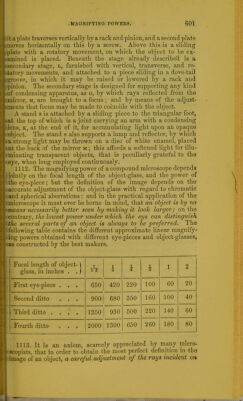 MAGNIFYING POWERS. 601
it a plate traverses vertically by a rack and pinion, and a second plate
moves horizontally on this by a screw. Above this is a sliding
plate with a rotatory movement, on which the object to be ex-
amined is placed. Beneath the stage already described is a
secondary stage, L, furnished with vertical, transverse, and ro-
tatory movements, and attached to a piece sliding in a dove-tail
groove, in which it may be raised or lowered by a rack and
pinion. The secondary stage is designed for supporting any kind
of condensing apparatus, as by which rays reflected from the
mirror, M, are brought to a focus; and by means of the adjust-
ments that focus may be made to coincide with the object.
A stand is attached by a sliding piece to the triangular foot,
at the top of which is a joint carrying an arm with a condensing
lens, K, at the end of it, for accumulating light upon an opaque
object. The stand also supports a lamp and reflector, by which
a strong light may be thrown on a disc of white enamel, placed
at the back of the mirror M; this affords a softened light for illu-
minating transparent objects, that is peculiarly grateful to the
eye, when long employed continuously.
1112. The magnifying power of a compound microscope depends
jointly on the focal length of the object-glass, and the power of
the eye-piece; but the definition of the image depends on the
accurate adjustment of the object-glass with regard to chromatic
and spherical aberrations: and in the practical application of the
microscope it must ever be borne in mind, that an object is by no
means necessarily better seen by making it look larger; on the
contrary, the lowest power under which the eye can distinguish
the several parts of an object is always to be preferred. The
following table contains the different approximate linear magnify-
ing powers obtained with different eye-pieces and object-glasses,
as constructed by the best makers.
Focal length of object-glass, in inches . . 1/12 1 2
First eye-piece . . . 650 420 220 100 60 20
Second ditto . . . 900 680 350 160 100 40
Third ditto . . . 1250 950 500 220 140 60
Fourth ditto . . . 2000 1300 650 260 180 80
1113. It is an axiom, scarcely appreciated by many micro-
scopists, that in order to obtain the most perfect definition in the
image of an object, a careful adjustment of the rays incident on